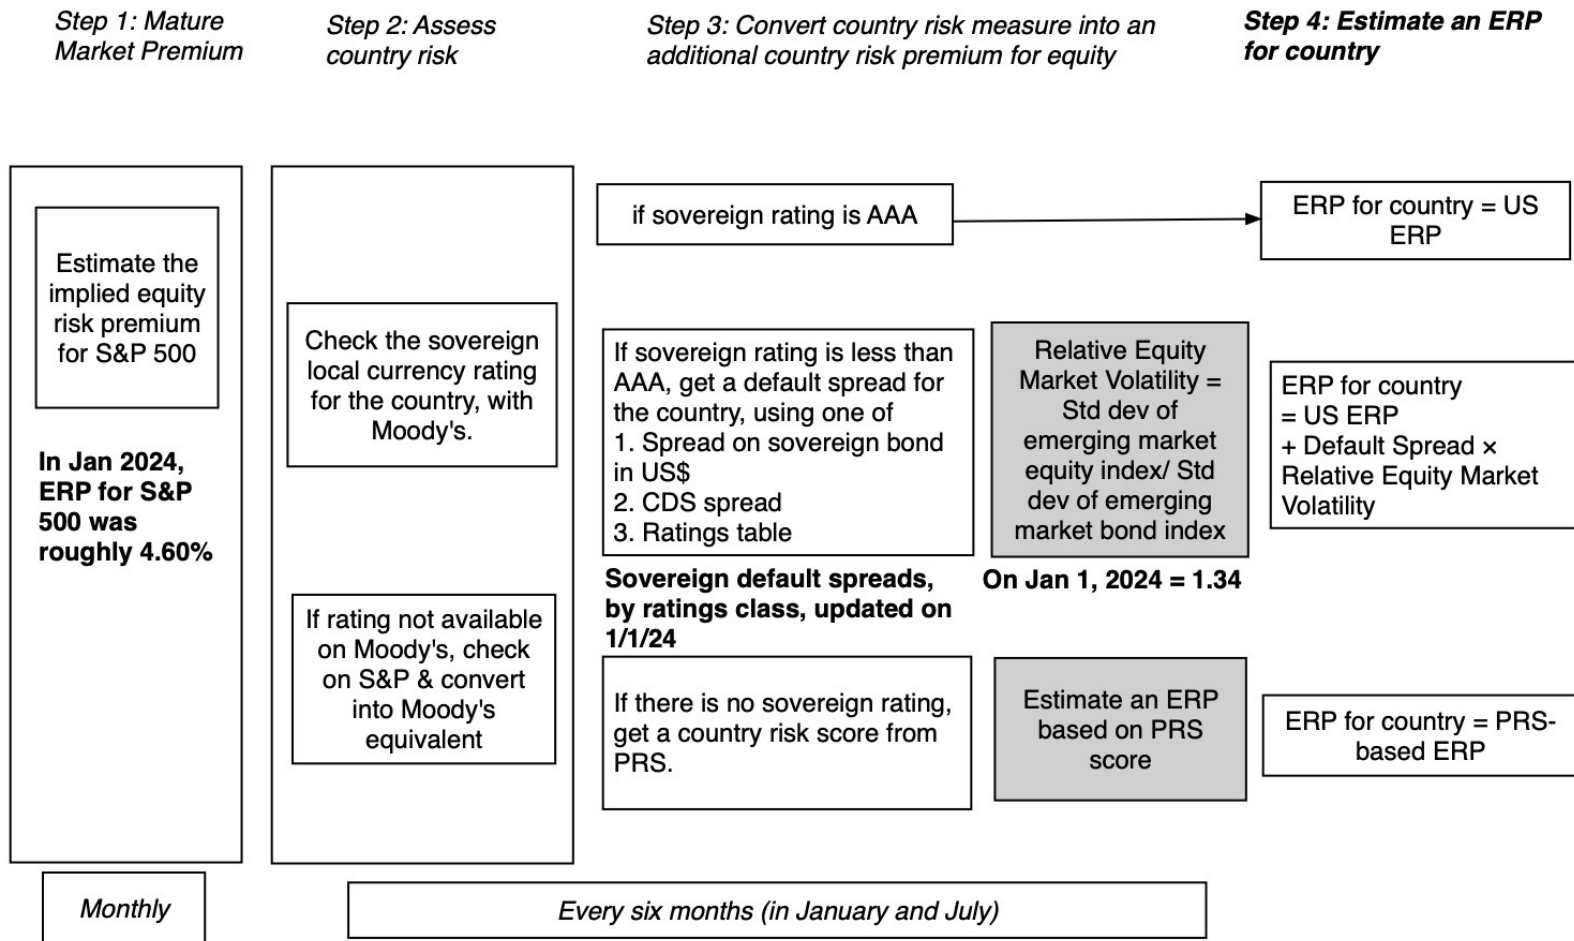 Step 1: Mature
Market Premium
Step 2: Assess
country risk
Step 3: Convert country risk measure into an
additional country risk premium for equity
Step 4: Estimate an ERP
for country
Estimate the
implied equity
risk premium
for S&P 500
In Jan 2024,
ERP for S&P
500 was
roughly 4.60%
Check the sovereign
local currency rating
for the country, with
Moody's.
If rating not available
on Moody's, check
on S&P & convert
into Moody's
equivalent
if sovereign rating is AAA
ERP for country = US
ERP
If sovereign rating is less than
AAA, get a default spread for
the country, using one of
1. Spread on sovereign bond
in US$
2. CDS spread
3. Ratings table
Sovereign default spreads,
by ratings class, updated on
1/1/24
Relative Equity
Market Volatility =
Std dev of
emerging market
equity index/ Std
dev of emerging
market bond index
On Jan 1, 2024 = 1.34
ERP for country
= US ERP
+ Default Spread ×
Relative Equity Market
Volatility
If there is no sovereign rating,
get a country risk score from
PRS.
Estimate an ERP
based on PRS
score
ERP for country = PRS-
based ERP
Monthly
Every six months (in January and July)